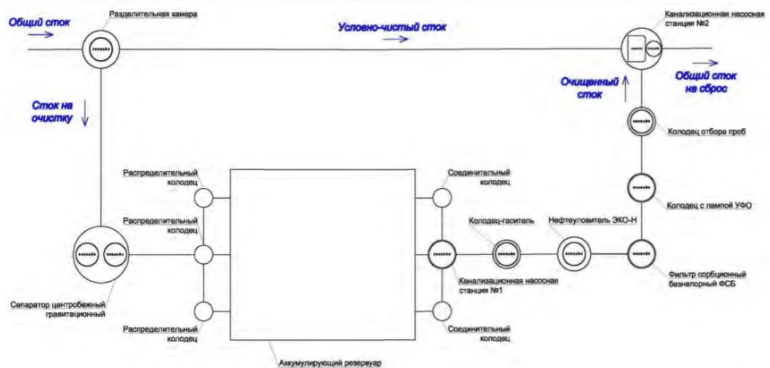 Общий сток
Разделительная камера
Условно-чистый сток
Канализационная насосная
станция №2
Сток на
очистку
Очищенный
сток
Общий сток
на сброс
Колодец отбора проб
Распределительный
колодец
Соединительный
колодец
Колодец с лампой УФО
Распределительный
колодец
Колодец-гаситель
Нефтеуловитель ЭКО-Н
Сепаратор центробежный
гравитационный
Канализационная насосная
станция №1
Фильтр сорбционный
безнапорный ФСБ
Распределительный
колодец
Соединительный
колодец
Аккумулирующий резервуар